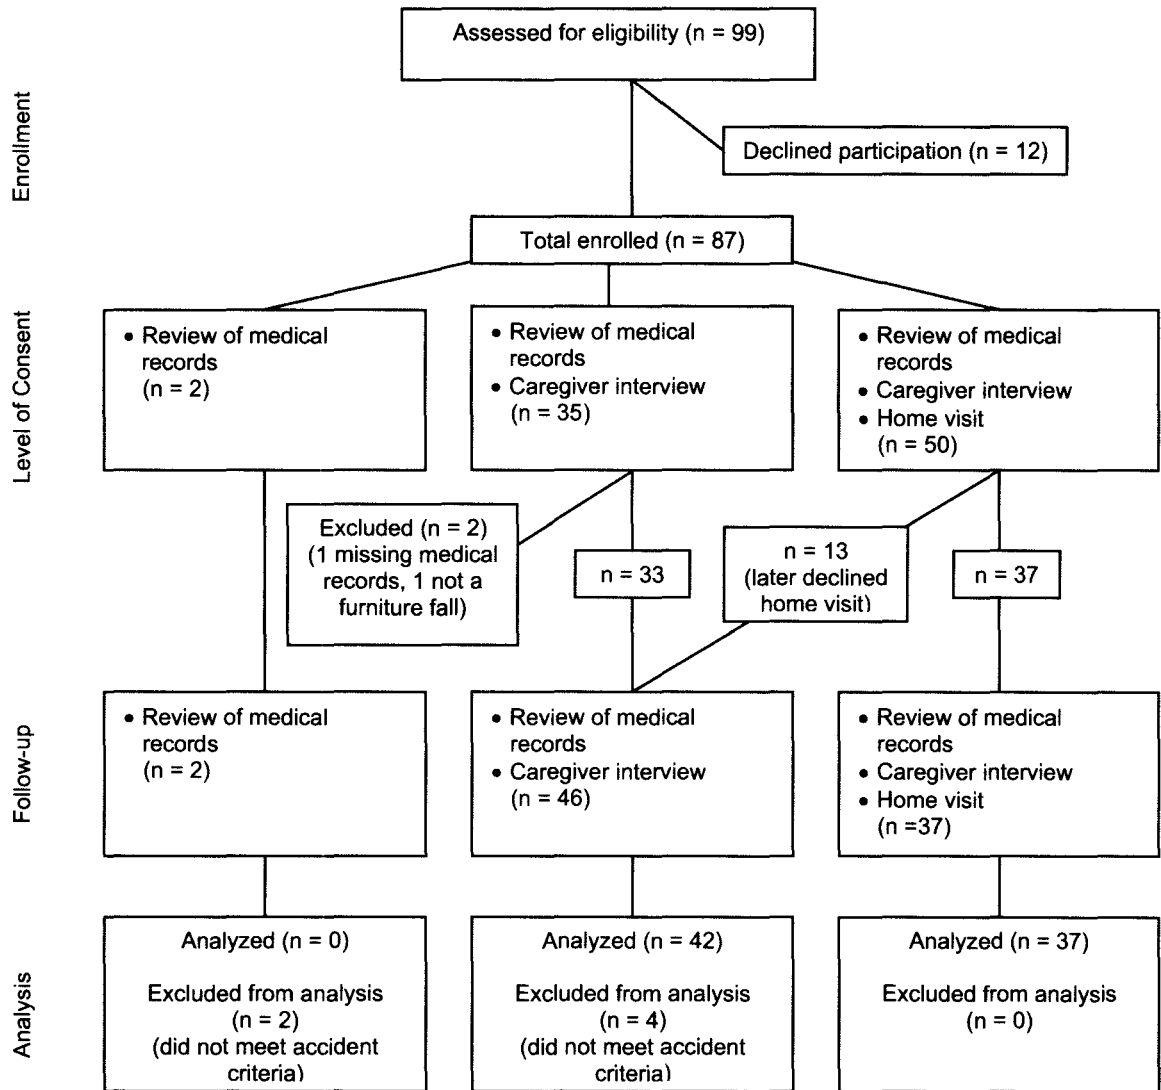 Assessed for eligibility (n = 99)
Enrollment
Declined participation (n = 12)
Total enrolled (n = 87)
Level of Consent
• Review of medical
records
(n = 2)
• Review of medical
records
• Caregiver interview
(n = 35)
• Review of medical
records
• Caregiver interview
• Home visit
(n = 50)
Excluded (n = 2)
(1 missing medical
records, 1 not a
furniture fall)
n = 33
n = 13
(later declined
home visit)
n = 37
Follow-up
• Review of medical
records
(n = 2)
• Review of medical
records
• Caregiver interview
(n = 46)
• Review of medical
records
• Caregiver interview
• Home visit
(n =37)
Analysis
Analyzed (n = 0)
Excluded from analysis
(n = 2)
(did not meet accident
criteria)
Analyzed (n = 42)
Excluded from analysis
(n = 4)
(did not meet accident
criteria)
Analyzed (n = 37)
Excluded from analysis
(n = 0)